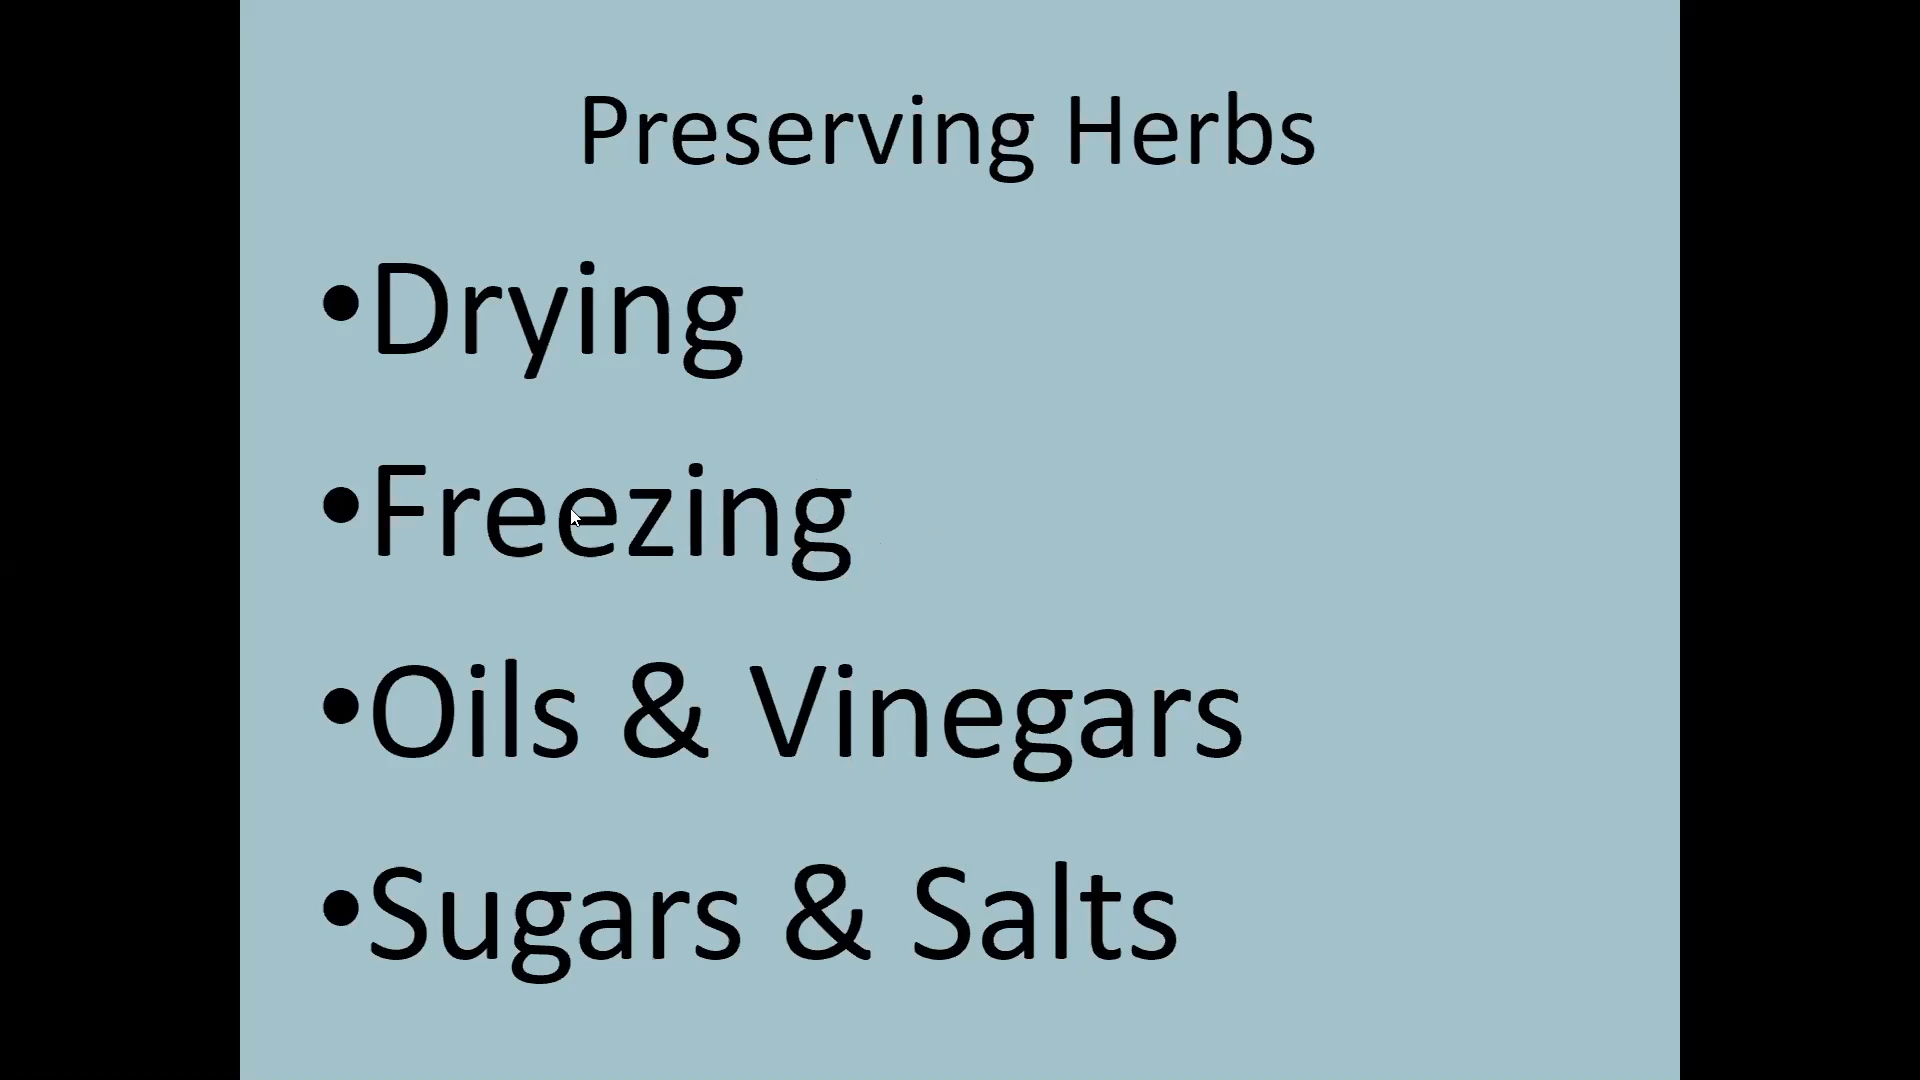 Preserving Herbs
•Drying
•Freezing
•Oils & Vinegars
•Sugars & Salts